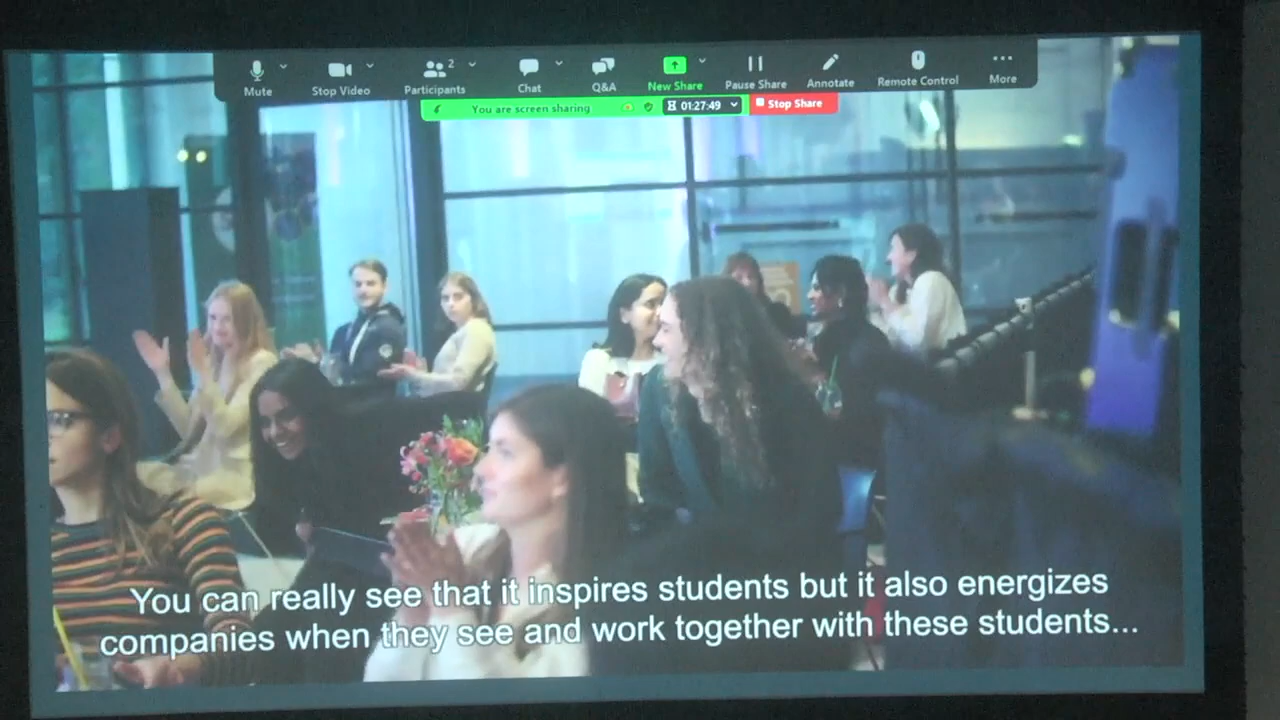 Mute
Stop Video
Participants
2
Chat
Q&A
New Share
Pause Share
Annotate
Remote Control
More
You are screen sharing
01:27:49
Stop Share
You can really see that it inspires students but it also energizes
companies when they see and work together with these students...